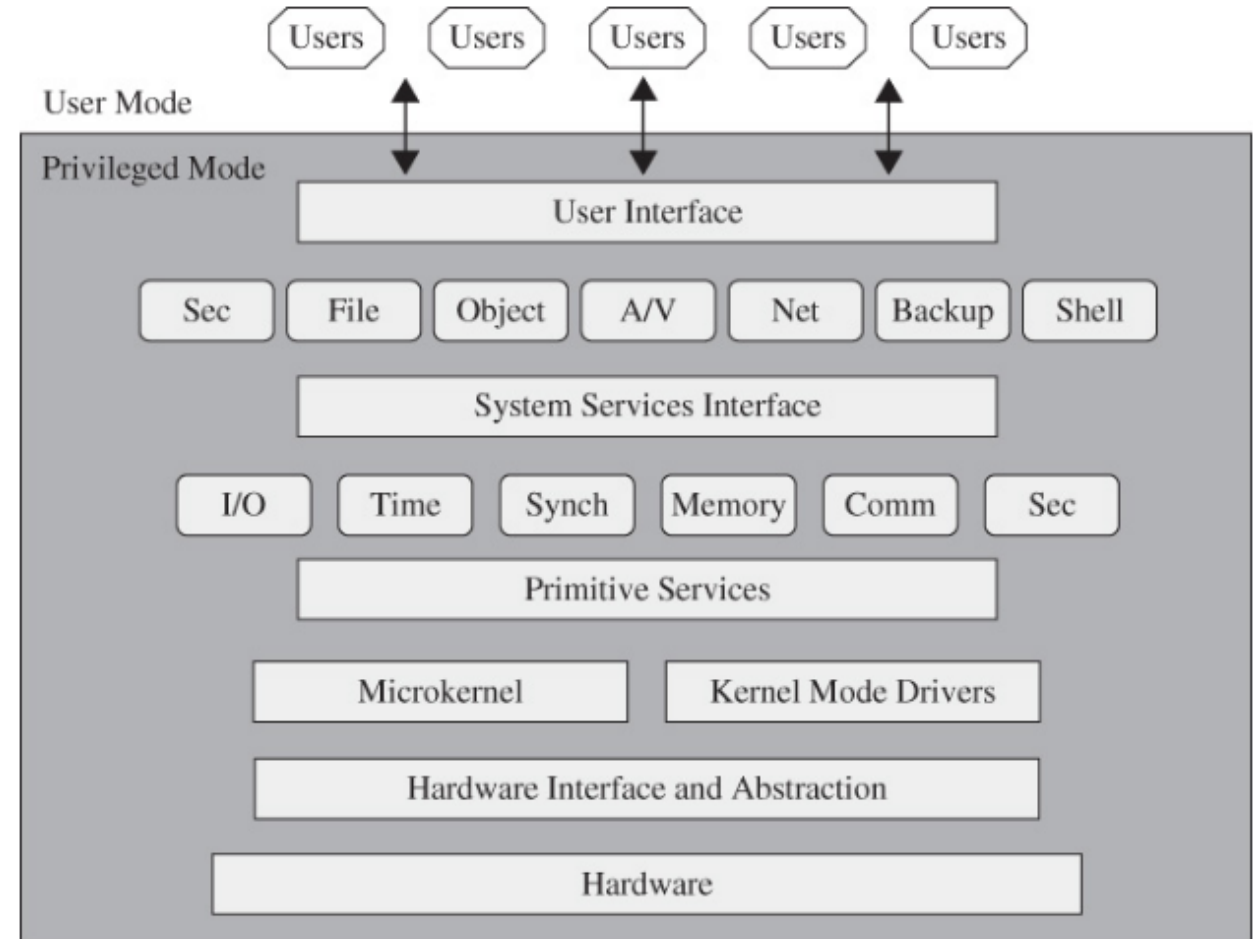 Users Users Users Users Users
User Mode
Privileged Mode
User Interface
Sec File Object A/V Net Backup Shell
System Services Interface
I/O Time Synch Memory Comm Sec
Primitive Services
Microkernel Kernel Mode Drivers
Hardware Interface and Abstraction
Hardware